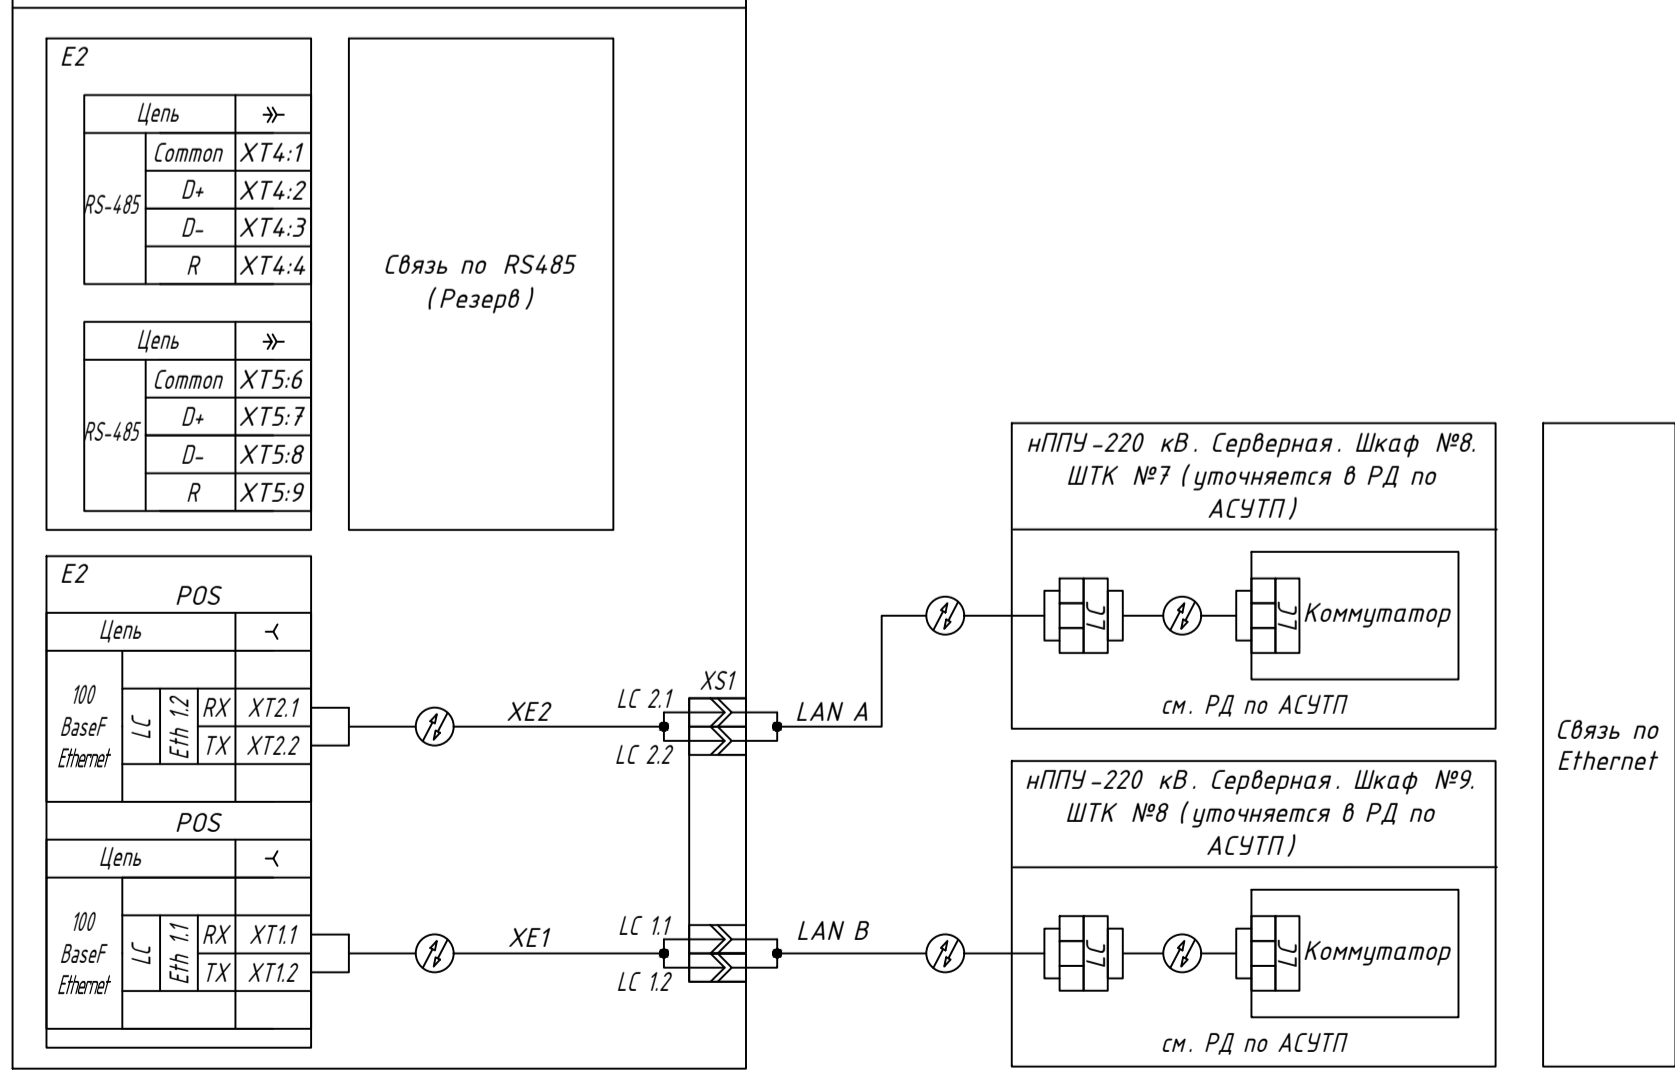 E2
Цепь
RS-485
Common XT4:1
D+ XT4:2
D- XT4:3
R XT4:4
Цепь
RS-485
Common XT5:6
D+ XT5:7
D- XT5:8
R XT5:9
Связь по RS485
(Резерв)
E2
POS
Цепь
100
BaseF
Ethernet
LC
Eth 1.2
RX XT2.1
TX XT2.2
POS
Цепь
100
BaseF
Ethernet
LC
Eth 1.1
RX XT1.1
TX XT1.2
XE2
LC 2.1
LC 2.2
XS1
LAN A
XE1
LC 1.1
LC 1.2
LAN B
нППУ-220 кВ. Серверная. Шкаф №8.
ШТК №7 (уточняется в РД по
АСУТП)
LC
LC
Коммутатор
см. РД по АСУТП
нППУ-220 кВ. Серверная. Шкаф №9.
ШТК №8 (уточняется в РД по
АСУТП)
LC
LC
Коммутатор
см. РД по АСУТП
Связь по
Ethernet